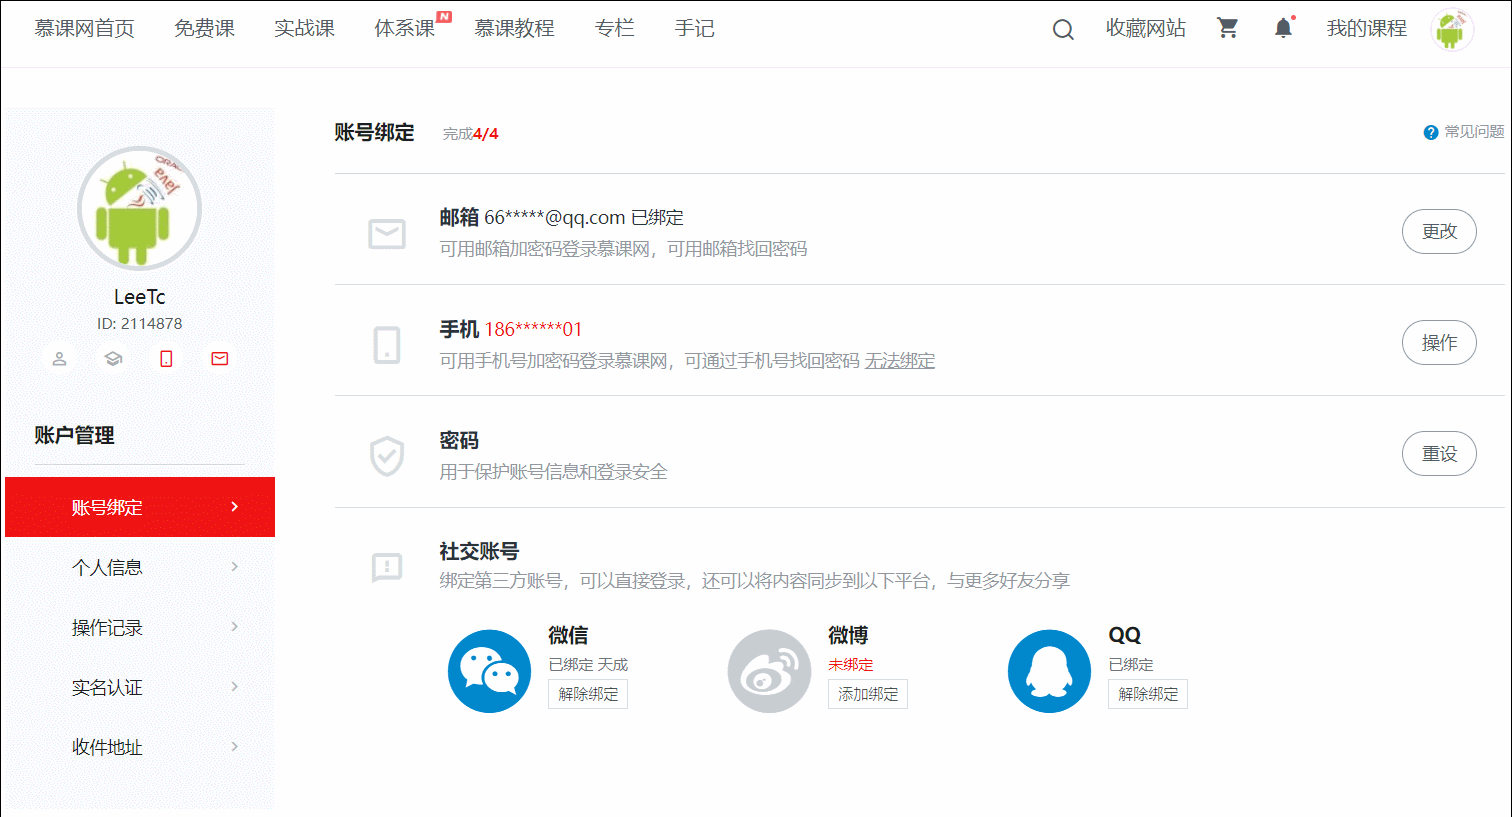 慕课网首页 免费课 实战课 体系课 N 慕课教程 专栏 手记 收藏网站 我的课程
账号绑定 完成4/4 ? 常见问题
ORACL
java
LeeTc
ID: 2114878
账户管理
账号绑定
个人信息
操作记录
实名认证
收件地址
邮箱 66*****@qq.com 已绑定
可用邮箱加密码登录慕课网，可用邮箱找回密码
更改
手机 186******01
可用手机号加密码登录慕课网，可通过手机号找回密码 无法绑定
操作
密码
用于保护账号信息和登录安全
重设
社交账号
绑定第三方账号，可以直接登录，还可以将内容同步到以下平台，与更多好友分享
微信
已绑定 天成
解除绑定
微博
未绑定
添加绑定
QQ
已绑定
解除绑定